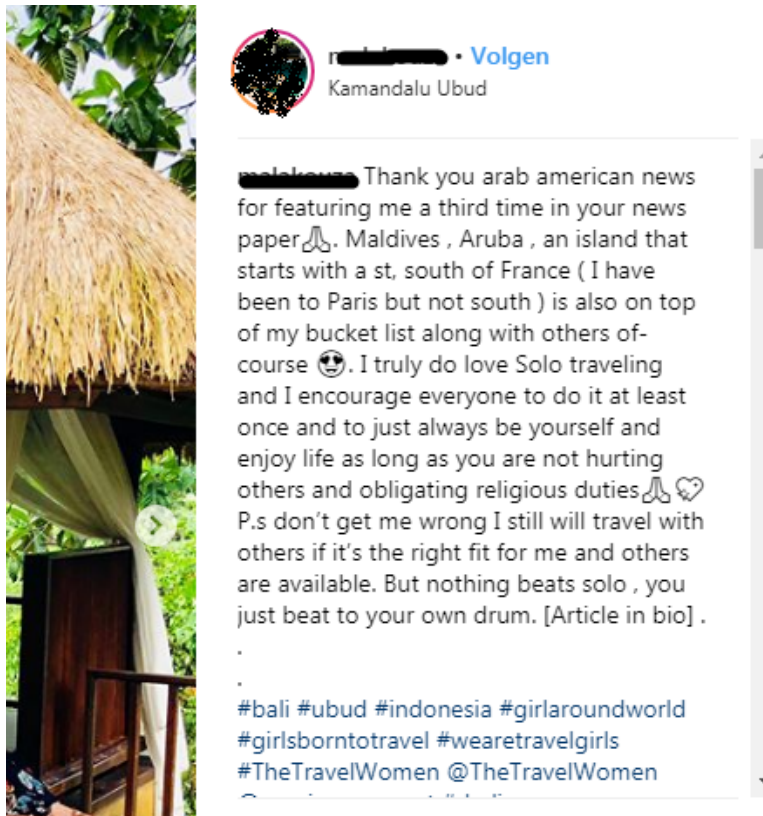 • Volgen
Kamandalu Ubud
Thank you arab american news
for featuring me a third time in your news
paper🙏. Maldives , Aruba , an island that
starts with a st, south of France ( I have
been to Paris but not south ) is also on top
of my bucket list along with others of-
course 😍. I truly do love Solo traveling
and I encourage everyone to do it at least
once and to just always be yourself and
enjoy life as long as you are not hurting
others and obligating religious duties🙏💘
P.s don’t get me wrong I still will travel with
others if it’s the right fit for me and others
are available. But nothing beats solo , you
just beat to your own drum. [Article in bio] .
.
.
#bali #ubud #indonesia #girlaroundworld
#girlsborntotravel #wearetravelgirls
#TheTravelWomen @TheTravelWomen